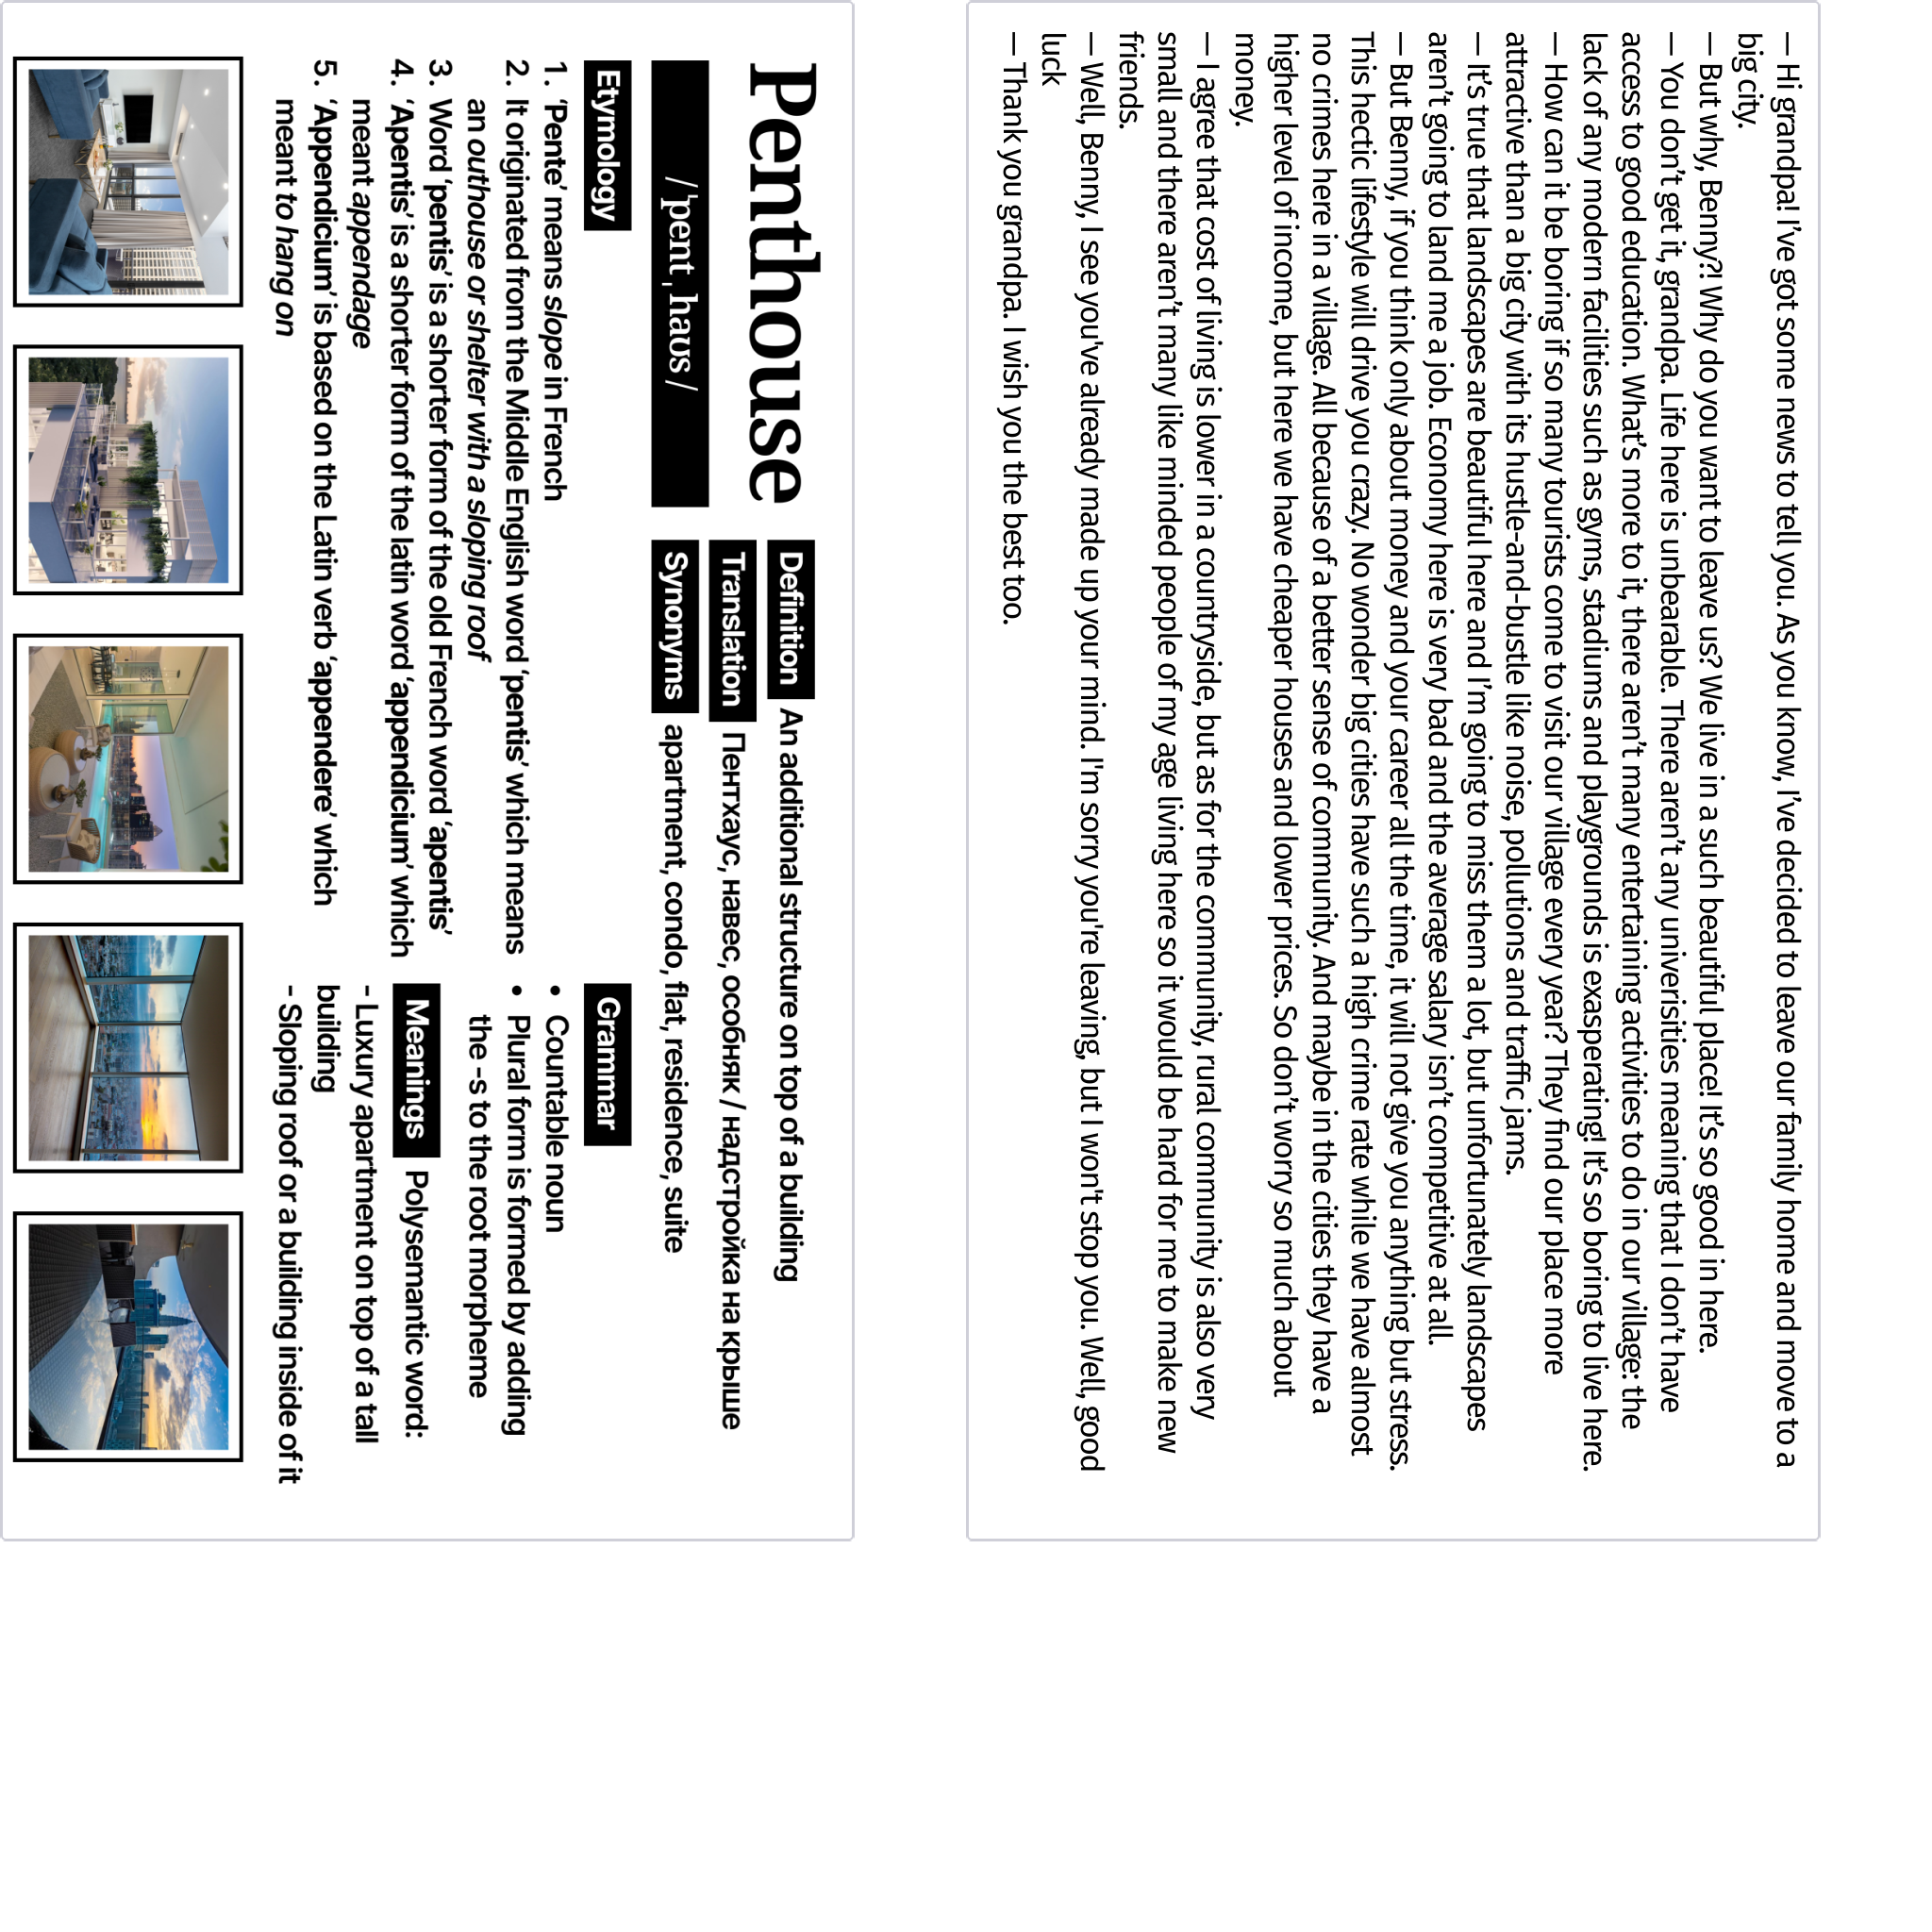 — Hi grandpa! I’ve got some news to tell you. As you know, I’ve decided to leave our family home and move to a
big city.
— But why, Benny?! Why do you want to leave us? We live in a such beautiful place! It’s so good in here.
— You don’t get it, grandpa. Life here is unbearable. There aren’t any univerisities meaning that I don’t have
access to good education. What’s more to it, there aren’t many entertaining activities to do in our village: the
lack of any modern facilities such as gyms, stadiums and playgrounds is exasperating! It’s so boring to live here.
— How can it be boring if so many tourists come to visit our village every year? They find our place more
attractive than a big city with its hustle-and-bustle like noise, pollutions and traffic jams.
— It’s true that landscapes are beautiful here and I’m going to miss them a lot, but unfortunately landscapes
aren’t going to land me a job. Economy here is very bad and the average salary isn’t competitive at all.
— But Benny, if you think only about money and your career all the time, it will not give you anything but stress.
This hectic lifestyle will drive you crazy. No wonder big cities have such a high crime rate while we have almost
no crimes here in a village. All because of a better sense of community. And maybe in the cities they have a
higher level of income, but here we have cheaper houses and lower prices. So don’t worry so much about
money.
— I agree that cost of living is lower in a countryside, but as for the community, rural community is also very
small and there aren’t many like minded people of my age living here so it would be hard for me to make new
friends.
— Well, Benny, I see you've already made up your mind. I'm sorry you're leaving, but I won't stop you. Well, good
luck
— Thank you grandpa. I wish you the best too.
Penthouse
/ ˈpentˌhaus /
Definition An additional structure on top of a building
Translation Пентхаус, навес, особняк / надстройка на крыше
Synonyms apartment, condo, flat, residence, suite
Etymology
1. ‘Pente’ means slope in French
2. It originated from the Middle English word ‘pentis’ which means
an outhouse or shelter with a sloping roof
3. Word ‘pentis’ is a shorter form of the old French word ‘apentis’
4. ‘Apentis’ is a shorter form of the latin word ‘appendicium’ which
meant appendage
5. ‘Appendicium’ is based on the Latin verb ‘appendere’ which
meant to hang on
Grammar
• Countable noun
• Plural form is formed by adding
the -s to the root morpheme
Meanings Polysemantic word:
- Luxury apartment on top of a tall
building
- Sloping roof or a building inside of it